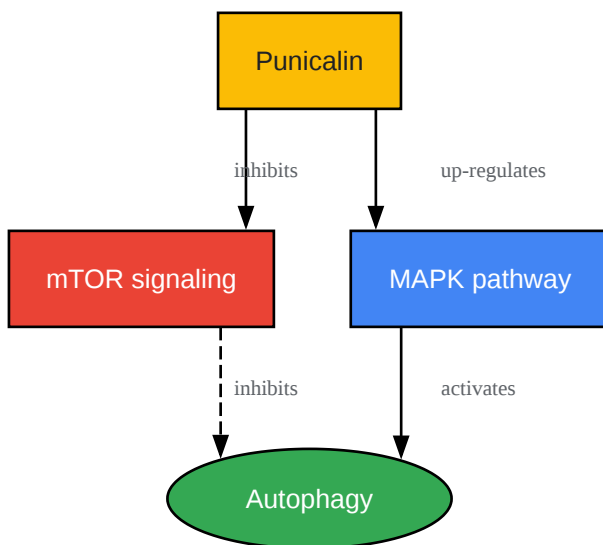 Punicalin
inhibits
up-regulates
mTOR signaling
MAPK pathway
inhibits
activates
Autophagy